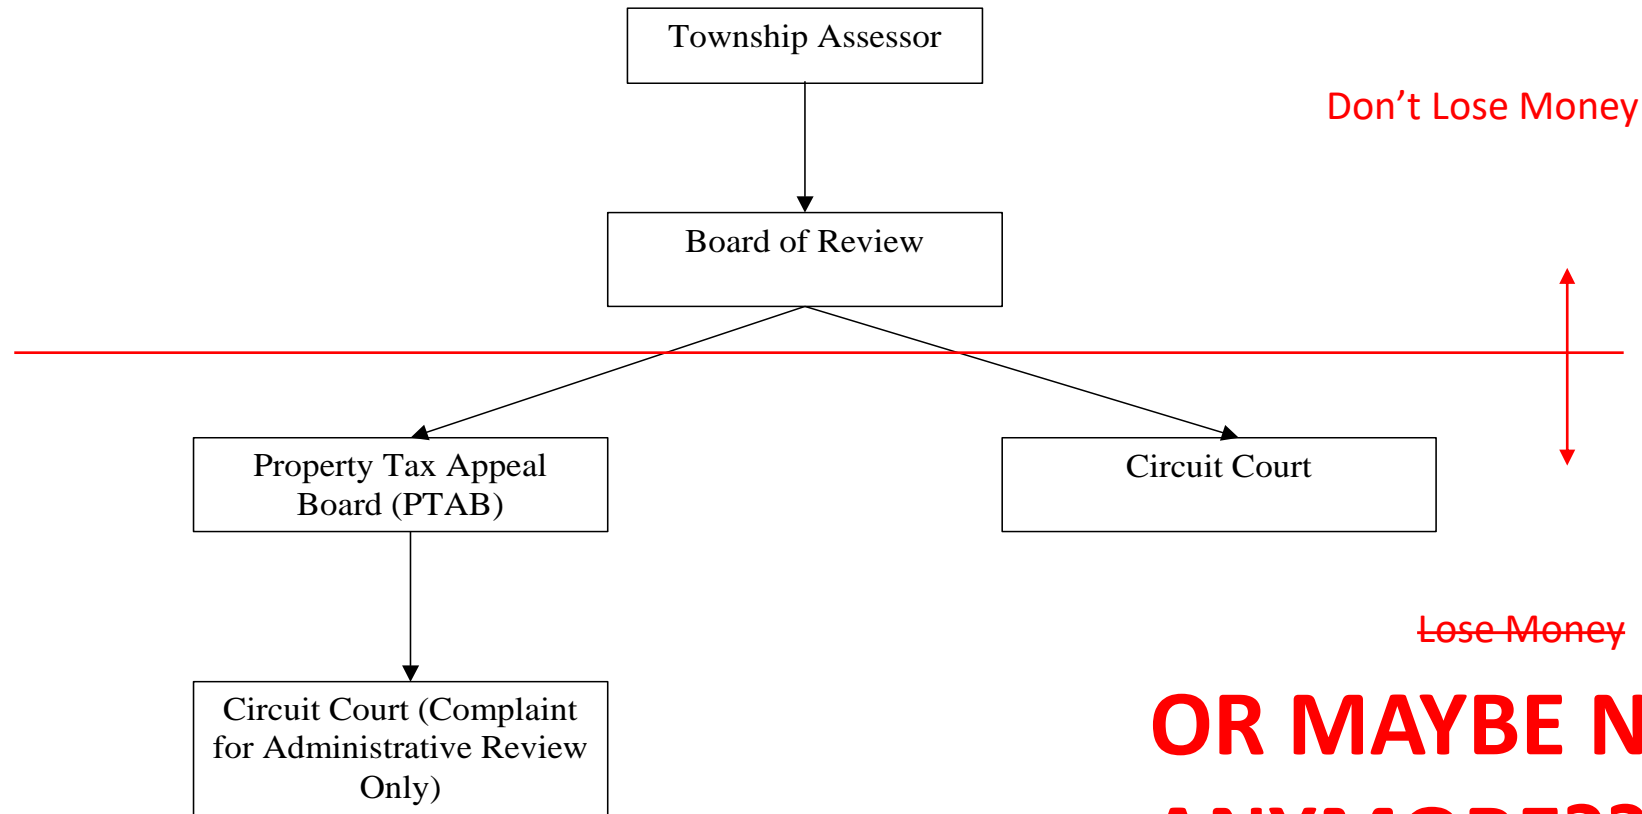 Township Assessor
Don’t Lose Money
Board of Review
Property Tax Appeal
Board (PTAB)
Circuit Court
Lose Money
Circuit Court (Complaint
for Administrative Review
Only)
OR MAYBE